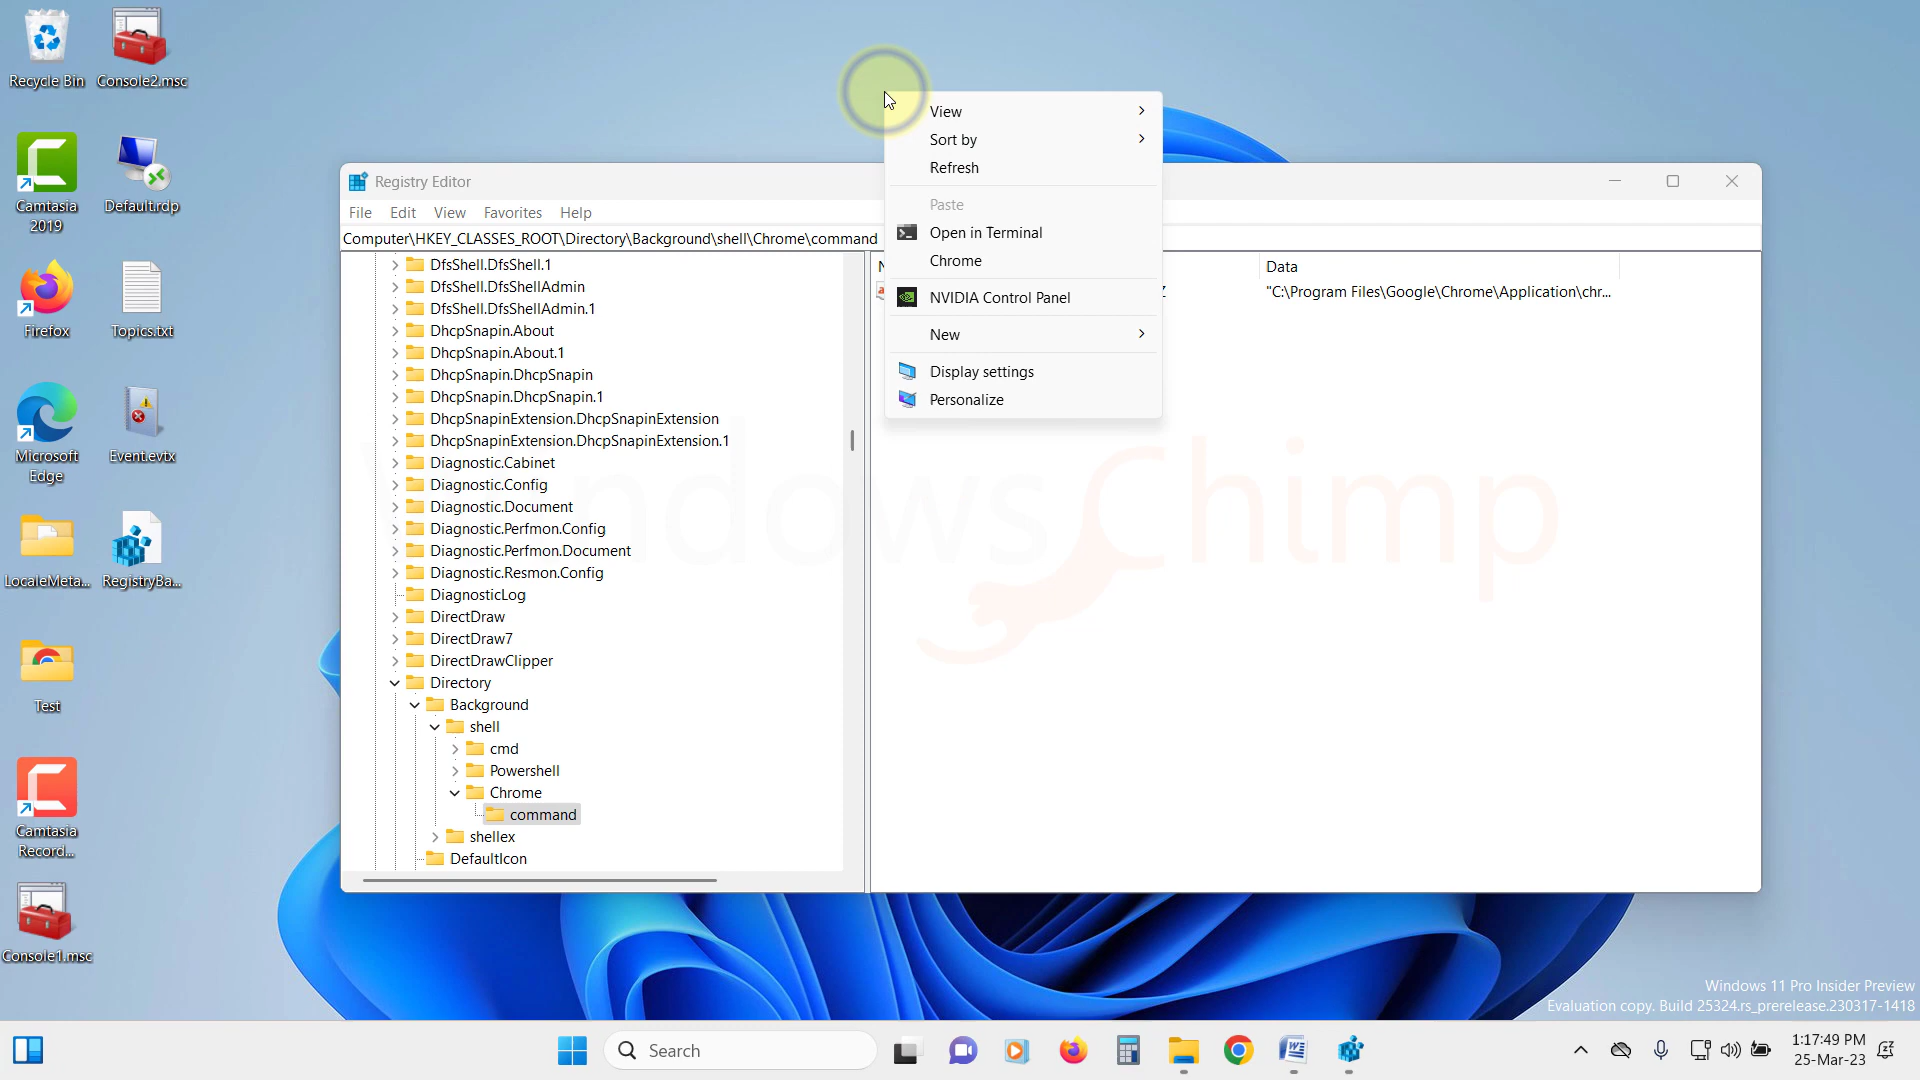 Recycle Bin
Console2.msc
Camtasia
2019
Default.rdp
Firefox
Topics.txt
Microsoft
Edge
Event.evtx
LocaleMeta...
RegistryBa...
Test
Camtasia
Record...
Console1.msc
Registry Editor
File Edit View Favorites Help
Computer\HKEY_CLASSES_ROOT\Directory\Background\shell\Chrome\command
DfsShell.DfsShell.1
DfsShell.DfsShellAdmin
DfsShell.DfsShellAdmin.1
DhcpSnapin.About
DhcpSnapin.About.1
DhcpSnapin.DhcpSnapin
DhcpSnapin.DhcpSnapin.1
DhcpSnapinExtension.DhcpSnapinExtension
DhcpSnapinExtension.DhcpSnapinExtension.1
Diagnostic.Cabinet
Diagnostic.Config
Diagnostic.Document
Diagnostic.Perfmon.Config
Diagnostic.Perfmon.Document
Diagnostic.Resmon.Config
DiagnosticLog
DirectDraw
DirectDraw7
DirectDrawClipper
Directory
Background
shell
cmd
Powershell
Chrome
command
shellex
DefaultIcon
View
Sort by
Refresh
Paste
Open in Terminal
Chrome
NVIDIA Control Panel
New
Display settings
Personalize
Data
"C:\Program Files\Google\Chrome\Application\chr...
Windows Chimp
Windows 11 Pro Insider Preview
Evaluation copy. Build 25324.rs_prerelease.230317-1418
Search
1:17:49 PM
25-Mar-23